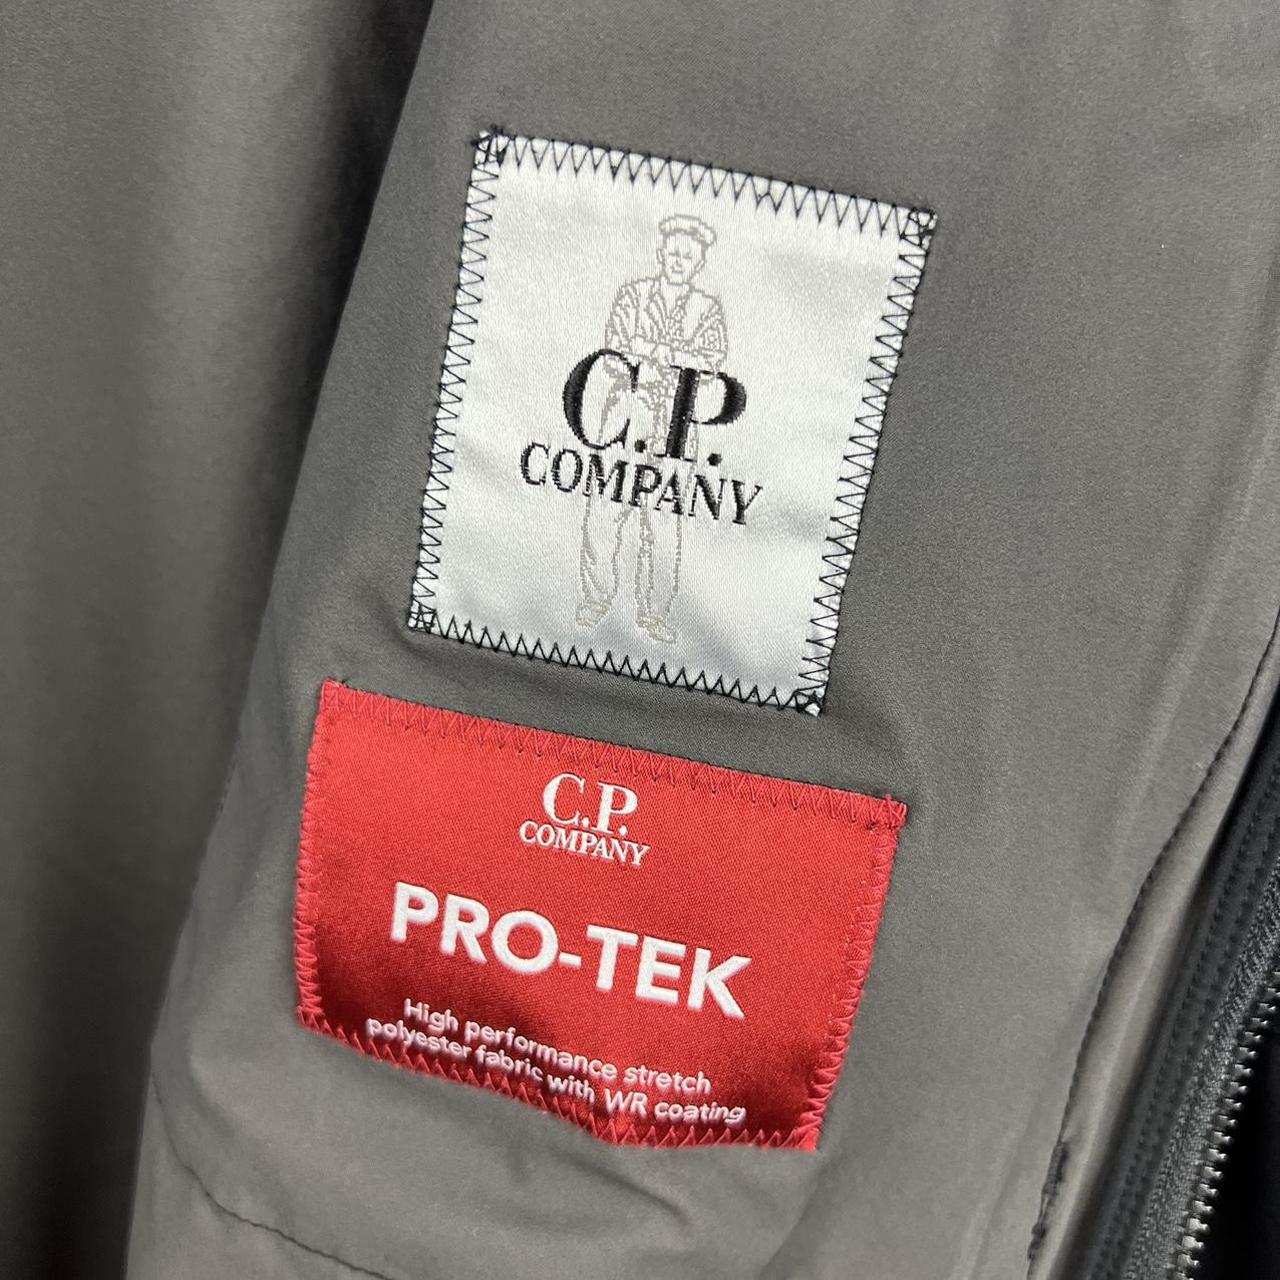 C.P.
COMPANY
C.P.
COMPANY
PRO-TEK
High performance stretch
polyester fabric with WR coating